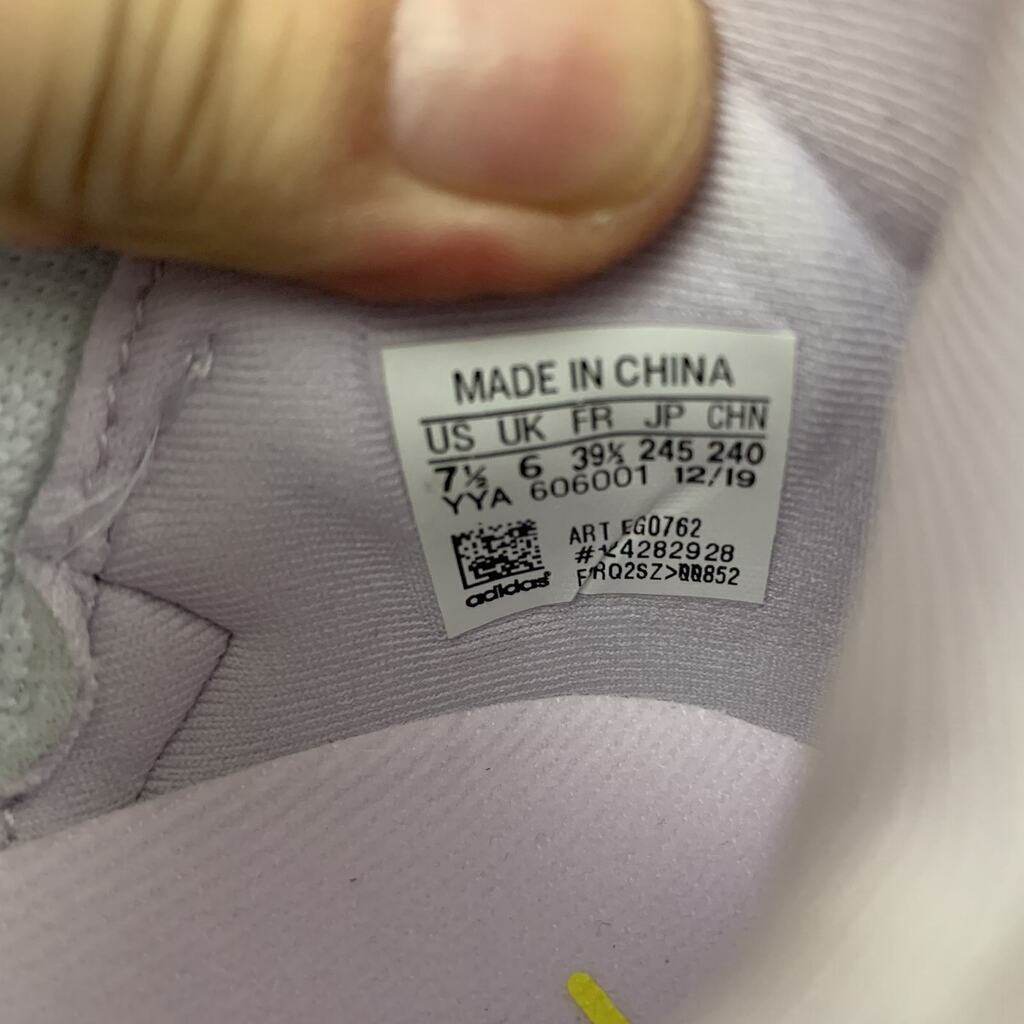 MADE IN CHINA
US UK FR JP CHN
7½ 6 39⅓ 245 240
YYA 606001 12/19
ART EG0762
adidas